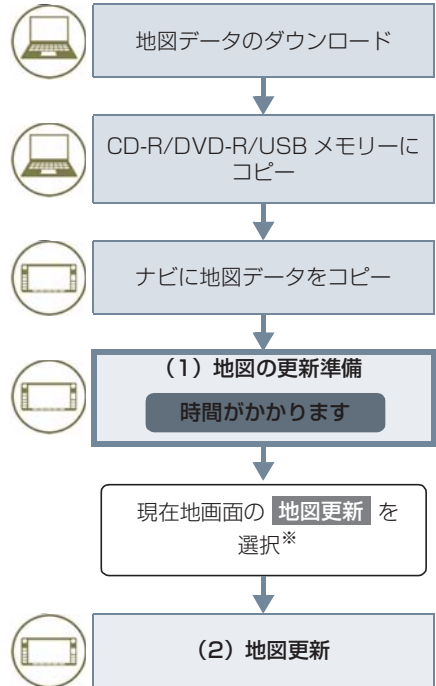 地図データのダウンロード
CD-R/DVD-R/USB メモリーに
コピー
ナビに地図データをコピー
（1）地図の更新準備
時間がかかります
現在地画面の 地図更新 を
選択※
（2）地図更新